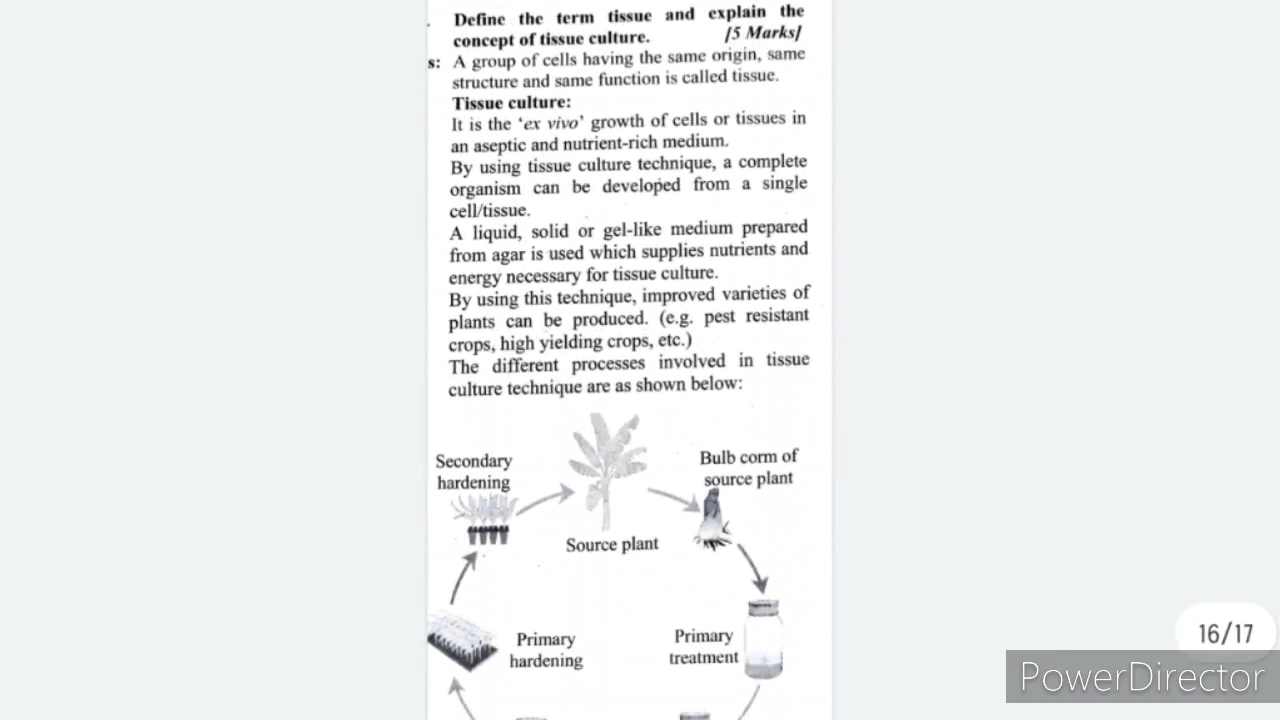 Define the term tissue and explain the
concept of tissue culture. [5 Marks]
s: A group of cells having the same origin, same
structure and same function is called tissue.
Tissue culture:
It is the ‘ex vivo’ growth of cells or tissues in
an aseptic and nutrient-rich medium.
By using tissue culture technique, a complete
organism can be developed from a single
cell/tissue.
A liquid, solid or gel-like medium prepared
from agar is used which supplies nutrients and
energy necessary for tissue culture.
By using this technique, improved varieties of
plants can be produced. (e.g. pest resistant
crops, high yielding crops, etc.)
The different processes involved in tissue
culture technique are as shown below:
Secondary
hardening
Bulb corm of
source plant
Source plant
Primary
hardening
Primary
treatment
16/17
PowerDirector